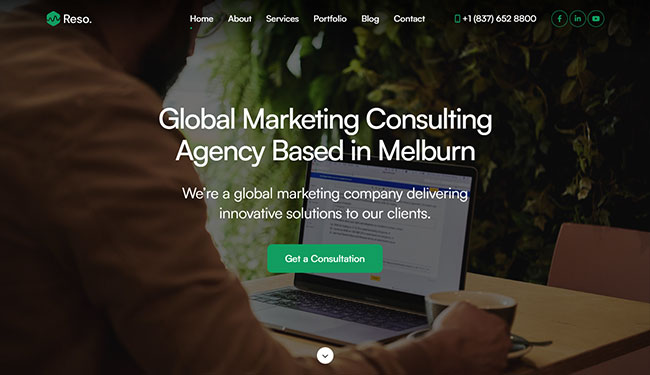 Reso.
Home About Services Portfolio Blog Contact
+1 (837) 652 8800
Global Marketing Consulting
Agency Based in Melburn
We're a global marketing company delivering
innovative solutions to our clients.
Get a Consultation